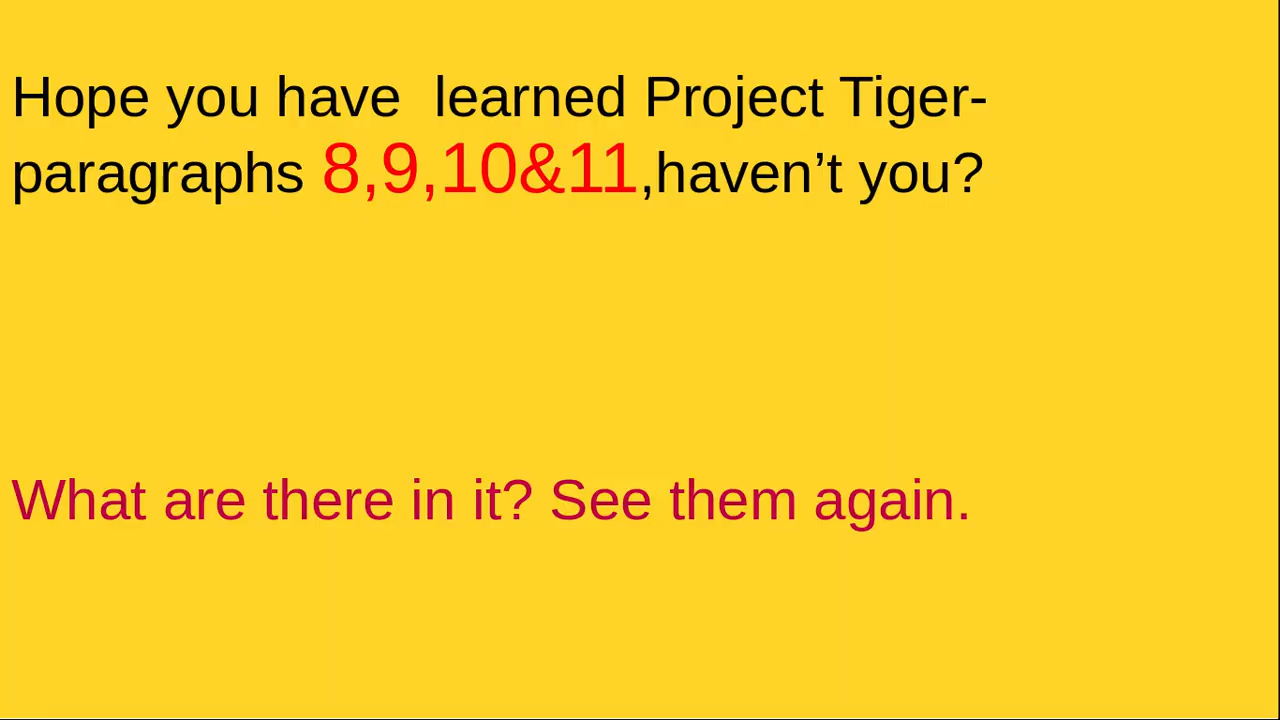 Hope you have  learned Project Tiger-
paragraphs 8,9,10&11,haven’t you?
What are there in it? See them again.